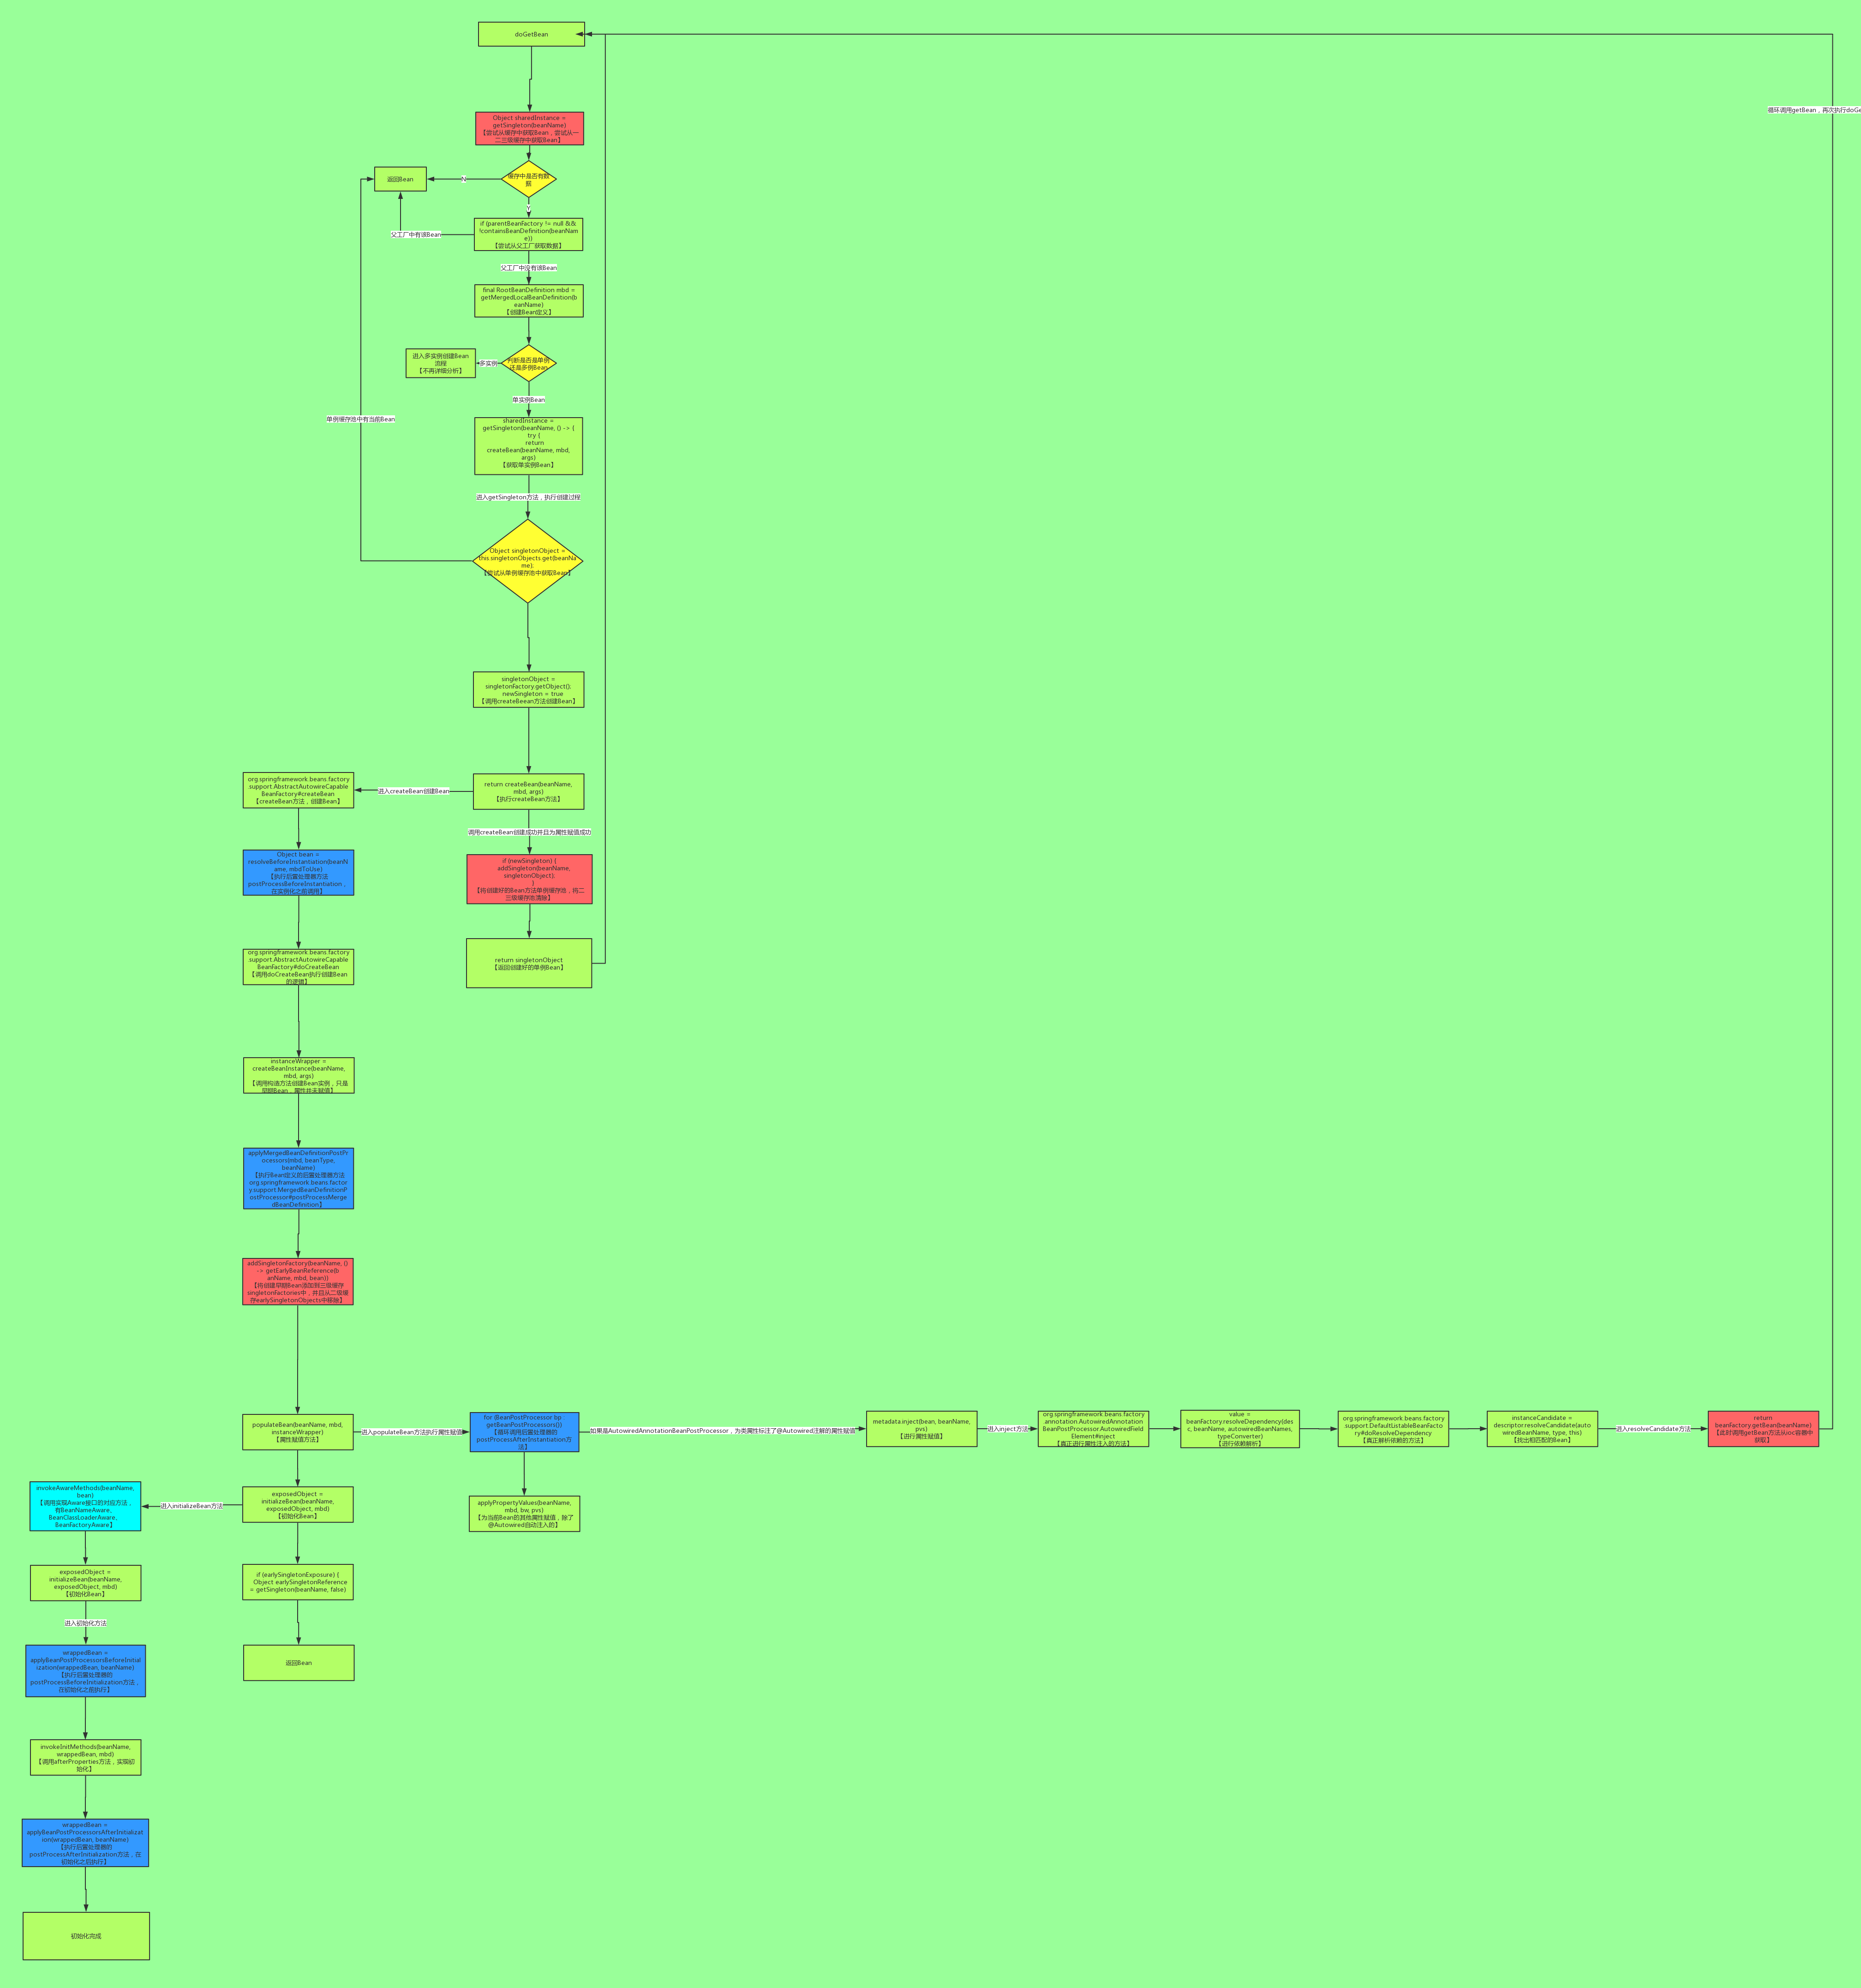 doGetBean
循环调用getBean，再次执行doGe
Object sharedInstance =
getSingleton(beanName)
【尝试从缓存中获取Bean，尝试从一
二三级缓存中获取Bean】
返回Bean
N
缓存中是否有数
据
Y
if (parentBeanFactory != null &&
!containsBeanDefinition(beanNam
e))
【尝试从父工厂获取数据】
父工厂中有该Bean
父工厂中没有该Bean
final RootBeanDefinition mbd =
getMergedLocalBeanDefinition(b
eanName)
【创建Bean定义】
进入多实例创建Bean
流程
【不再详细分析】
多实例
判断是否是单例
还是多例Bean
单实例Bean
单例缓存池中有当前Bean
sharedInstance =
getSingleton(beanName, () -> {
try {
return
createBean(beanName, mbd,
args)
【获取单实例Bean】
进入getSingleton方法，执行创建过程
Object singletonObject =
this.singletonObjects.get(beanNa
me);
【尝试从单例缓存池中获取Bean】
singletonObject =
singletonFactory.getObject();
newSingleton = true
【调用createBeean方法创建Bean】
org.springframework.beans.factory
.support.AbstractAutowireCapable
BeanFactory#createBean
【createBean方法，创建Bean】
进入createBean创建Bean
return createBean(beanName,
mbd, args)
【执行createBean方法】
调用createBean创建成功并且为属性赋值成功
Object bean =
resolveBeforeInstantiation(beanN
ame, mbdToUse)
【执行后置处理器方法
postProcessBeforeInstantiation，
在实例化之前调用】
if (newSingleton) {
addSingleton(beanName,
singletonObject);
}
【将创建好的Bean方法单例缓存池，将二
三级缓存池清除】
org.springframework.beans.factory
.support.AbstractAutowireCapable
BeanFactory#doCreateBean
【调用doCreateBean执行创建Bean
的逻辑】
return singletonObject
【返回创建好的单例Bean】
instanceWrapper =
createBeanInstance(beanName,
mbd, args)
【调用构造方法创建Bean实例，只是
早期Bean，属性并未赋值】
applyMergedBeanDefinitionPostPr
ocessors(mbd, beanType,
beanName)
【执行Bean定义的后置处理器方法
org.springframework.beans.factor
y.support.MergedBeanDefinitionP
ostProcessor#postProcessMerge
dBeanDefinition】
addSingletonFactory(beanName, ()
-> getEarlyBeanReference(b
anName, mbd, bean))
【将创建早期Bean添加到三级缓存
singletonFactories中，并且从二级缓
存earlySingletonObjects中移除】
populateBean(beanName, mbd,
instanceWrapper)
【属性赋值方法】
进入populateBean方法执行属性赋值
for (BeanPostProcessor bp :
getBeanPostProcessors())
【循环调用后置处理器的
postProcessAfterInstantiation方
法】
如果是AutowiredAnnotationBeanPostProcessor，为类属性标注了@Autowired注解的属性赋值
metadata.inject(bean, beanName,
pvs)
【进行属性赋值】
进入inject方法
org.springframework.beans.factory
.annotation.AutowiredAnnotation
BeanPostProcessor.AutowiredField
Element#inject
【真正进行属性注入的方法】
value =
beanFactory.resolveDependency(des
c, beanName, autowiredBeanNames,
typeConverter)
【进行依赖解析】
org.springframework.beans.factory
.support.DefaultListableBeanFacto
ry#doResolveDependency
【真正解析依赖的方法】
instanceCandidate =
descriptor.resolveCandidate(auto
wiredBeanName, type, this)
【找出相匹配的Bean】
进入resolveCandidate方法
return
beanFactory.getBean(beanName)
【此时调用getBean方法从ioc容器中
获取】
invokeAwareMethods(beanName,
bean)
【调用实现Aware接口的对应方法，
有BeanNameAware,
BeanClassLoaderAware,
BeanFactoryAware】
进入initializeBean方法
exposedObject =
initializeBean(beanName,
exposedObject, mbd)
【初始化Bean】
applyPropertyValues(beanName,
mbd, bw, pvs)
【为当前Bean的其他属性赋值，除了
@Autowired自动注入的】
exposedObject =
initializeBean(beanName,
exposedObject, mbd)
【初始化Bean】
if (earlySingletonExposure) {
Object earlySingletonReference
= getSingleton(beanName, false)
进入初始化方法
wrappedBean =
applyBeanPostProcessorsBeforeInitial
ization(wrappedBean, beanName)
【执行后置处理器的
postProcessBeforeInitialization方法，
在初始化之前执行】
返回Bean
invokeInitMethods(beanName,
wrappedBean, mbd)
【调用afterProperties方法，实现初
始化】
wrappedBean =
applyBeanPostProcessorsAfterInitializat
ion(wrappedBean, beanName)
【执行后置处理器的
postProcessAfterInitialization方法，在
初始化之后执行】
初始化完成